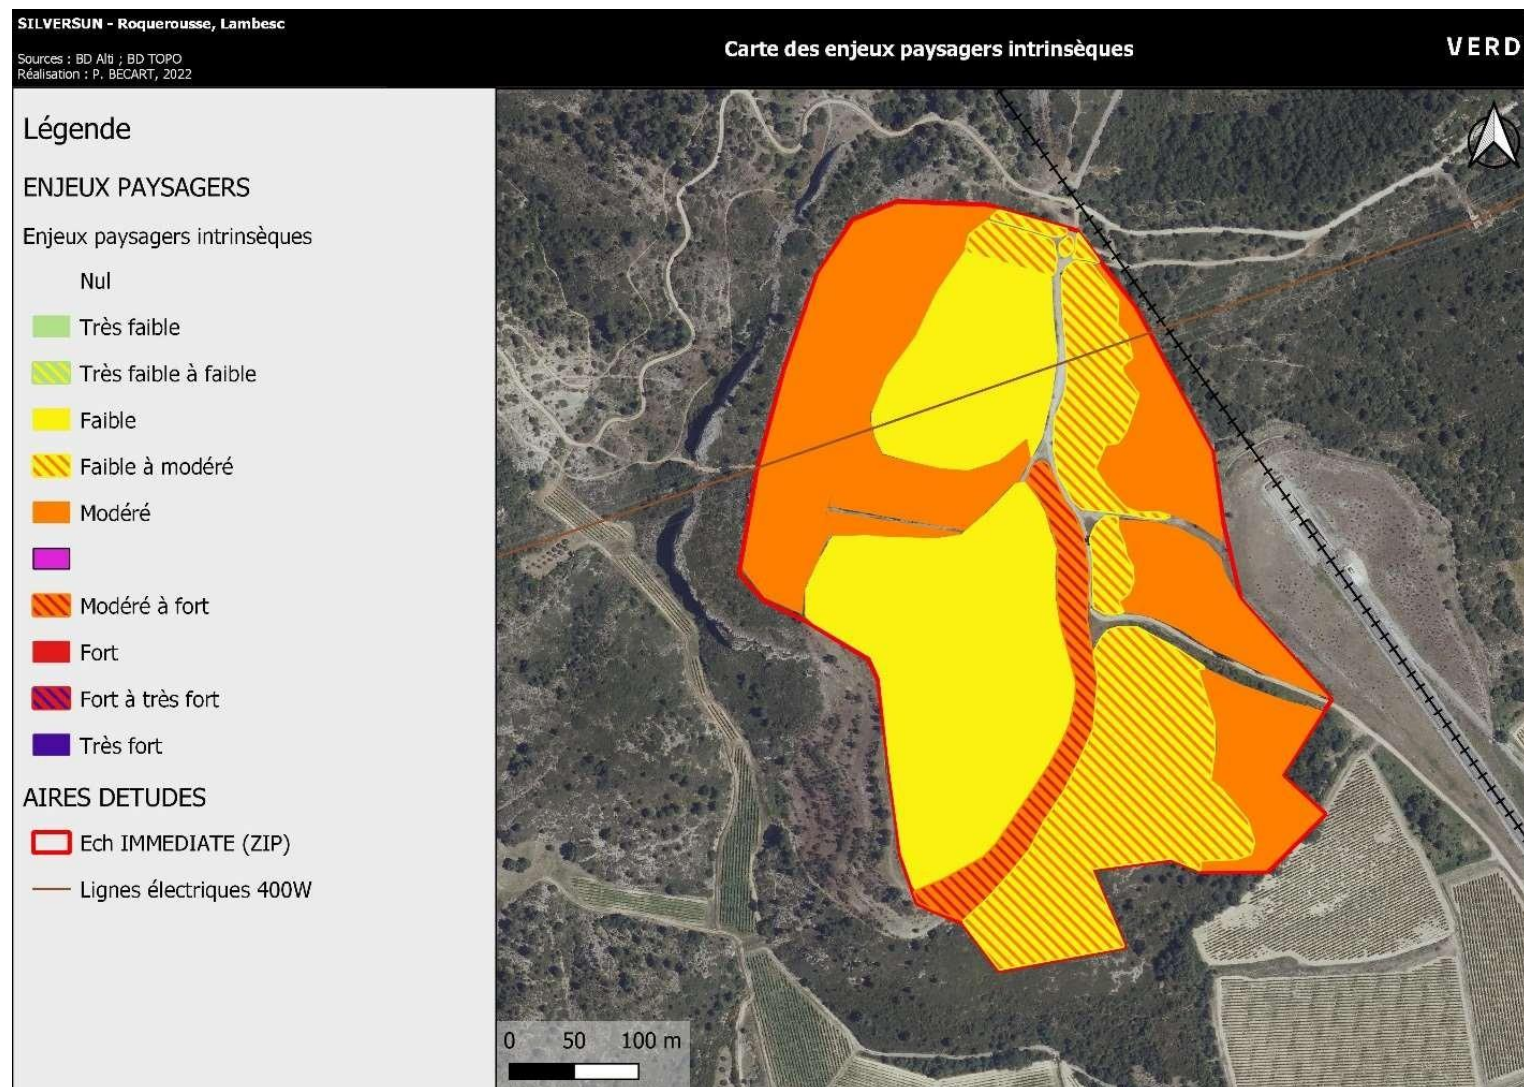 SILVERSUN - Roquerousse, Lambesc
Sources : BD Alti ; BD TOPO
Réalisation : P. BECART, 2022
Carte des enjeux paysagers intrinsèques
VERD
Légende
ENJEUX PAYSAGERS
Enjeux paysagers intrinsèques
Nul
Très faible
Très faible à faible
Faible
Faible à modéré
Modéré
Modéré à fort
Fort
Fort à très fort
Très fort
AIRES DETUDES
Ech IMMEDIATE (ZIP)
Lignes électriques 400W
0 50 100 m